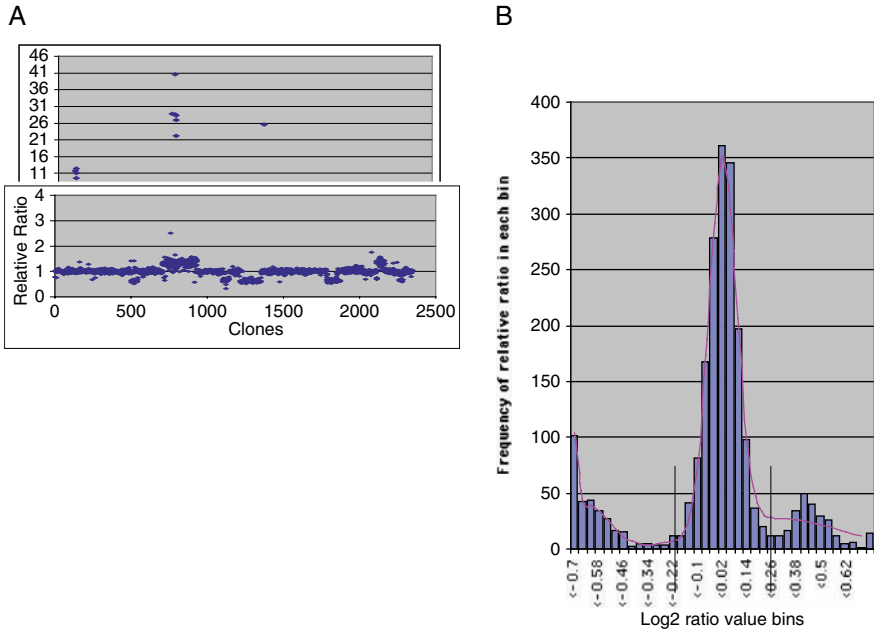 A
46
41
36
31
26
21
16
11
4
3
2
1
0
Relative Ratio
0 500 1000 1500 2000 2500
Clones
B
400
350
300
250
200
150
100
50
0
Frequency of relative ratio in each bin
<-0.7 <-0.58 <-0.46 <-0.34 <-0.22 <-0.1 <0.02 <0.14 <0.26 <0.38 <0.5 <0.62
Log2 ratio value bins